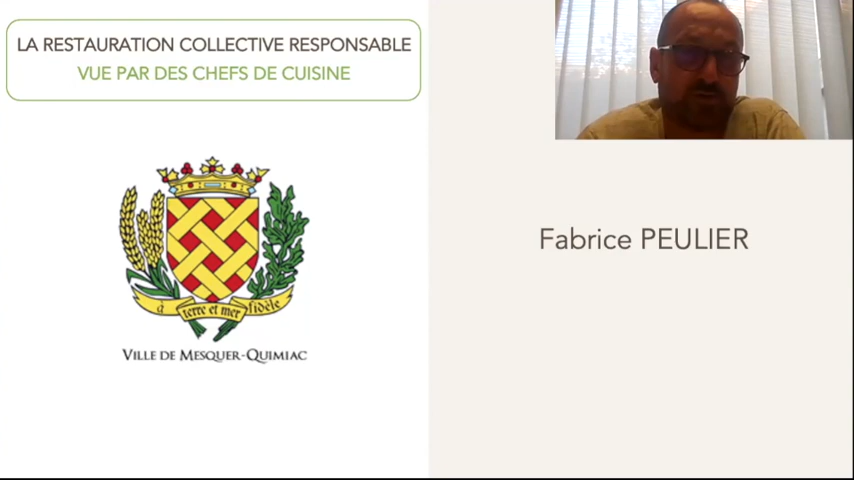 LA RESTAURATION COLLECTIVE RESPONSABLE
VUE PAR DES CHEFS DE CUISINE
à terre et mer fidèle
VILLE DE MESQUER-QUIMIAC
Fabrice PEULIER